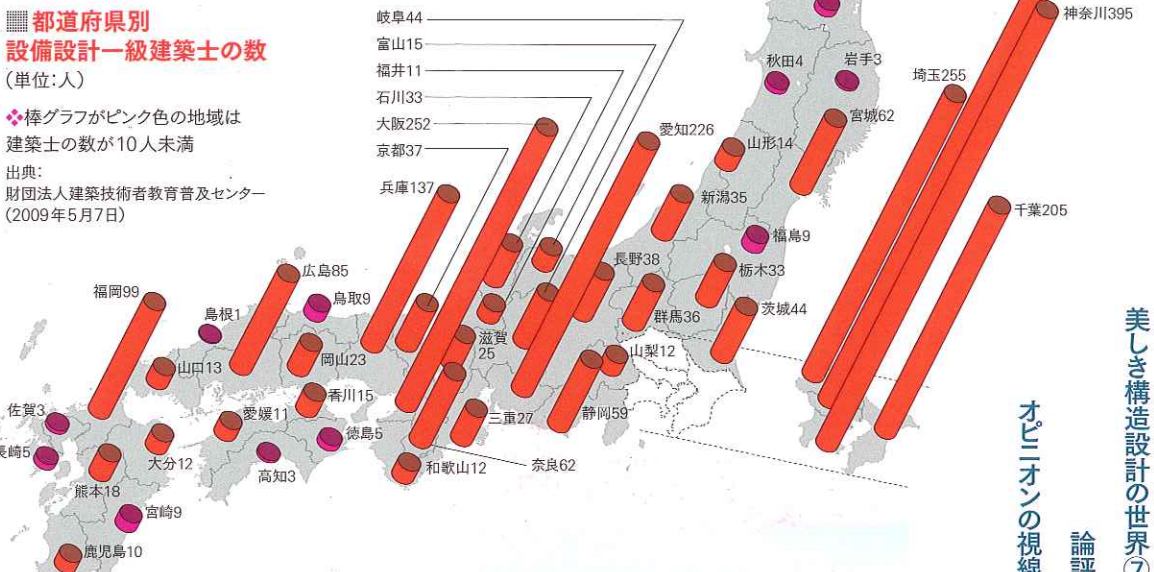 都道府県別
設備設計一級建築士の数
(単位:人)
❖棒グラフがピンク色の地域は
建築士の数が10人未満
出典:
財団法人建築技術者教育普及センター
(2009年5月7日)
岐阜44
富山15
福井11
石川33
大阪252
京都37
兵庫137
愛知226
秋田4
岩手3
宮城62
山形14
新潟35
福島9
長野38
栃木33
群馬36
茨城44
山梨12
埼玉255
神奈川395
千葉205
福岡99
広島85
鳥取9
島根1
岡山23
山口13
滋賀
25
香川15
愛媛11
徳島5
高知3
三重27
静岡59
奈良62
和歌山12
佐賀3
長崎5
大分12
熊本18
宮崎9
鹿児島10
美しき構造設計の世界⑦
論評
オピニオンの視線